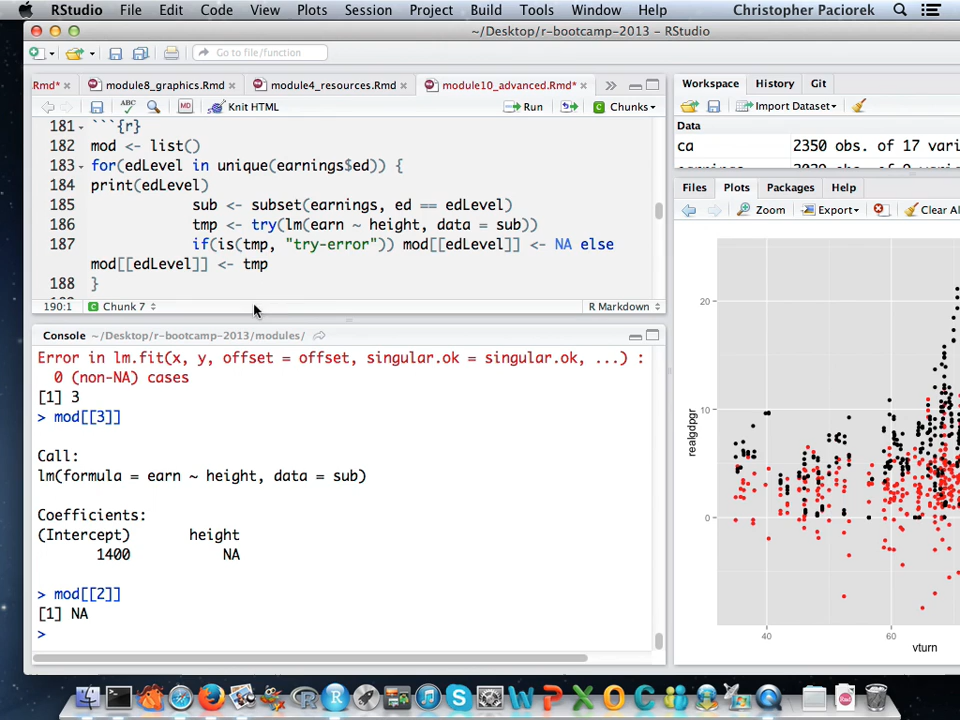 RStudio File Edit Code View Plots Session Project Build Tools Window Help Christopher Paciorek
~/Desktop/r-bootcamp-2013 - RStudio
Go to file/function
.Rmd* module8_graphics.Rmd module4_resources.Rmd module10_advanced.Rmd*
ABC MD Knit HTML Run Chunks
181 ```{r}
182 mod <- list()
183 for(edLevel in unique(earnings$ed)) {
184 print(edLevel)
185 sub <- subset(earnings, ed == edLevel)
186 tmp <- try(lm(earn ~ height, data = sub))
187 if(is(tmp, "try-error")) mod[[edLevel]] <- NA else
mod[[edLevel]] <- tmp
188 }
190:1 Chunk 7 R Markdown
Console ~/Desktop/r-bootcamp-2013/modules/
Error in lm.fit(x, y, offset = offset, singular.ok = singular.ok, ...) :
0 (non-NA) cases
[1] 3
> mod[[3]]
Call:
lm(formula = earn ~ height, data = sub)
Coefficients:
(Intercept) height
1400 NA
> mod[[2]]
[1] NA
>
Workspace History Git
Import Dataset
Data
ca 2350 obs. of 17 vari
Files Plots Packages Help
Zoom Export Clear Al
20
10
0
realgdpgr
40 60
vturn